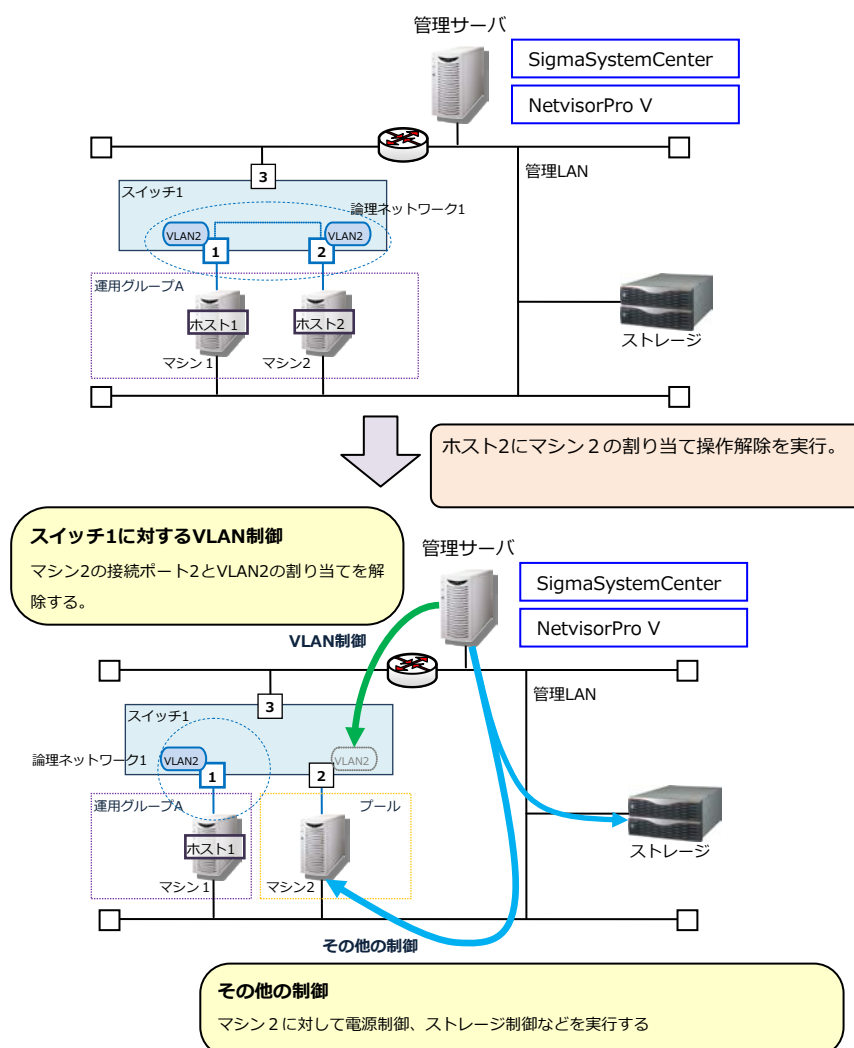 管理サーバ
SigmaSystemCenter
NetvisorPro V
管理LAN
3
スイッチ1
論理ネットワーク1
VLAN2
VLAN2
1
2
運用グループA
ホスト1
ホスト2
マシン１
マシン2
ストレージ
ホスト2にマシン２の割り当て操作解除を実行。
スイッチ1に対するVLAN制御
マシン2の接続ポート2とVLAN2の割り当てを解
除する。
管理サーバ
SigmaSystemCenter
NetvisorPro V
VLAN制御
管理LAN
3
スイッチ1
論理ネットワーク1
VLAN2
VLAN2
1
2
運用グループA
プール
ホスト1
マシン１
マシン2
ストレージ
その他の制御
その他の制御
マシン２に対して電源制御、ストレージ制御などを実行する